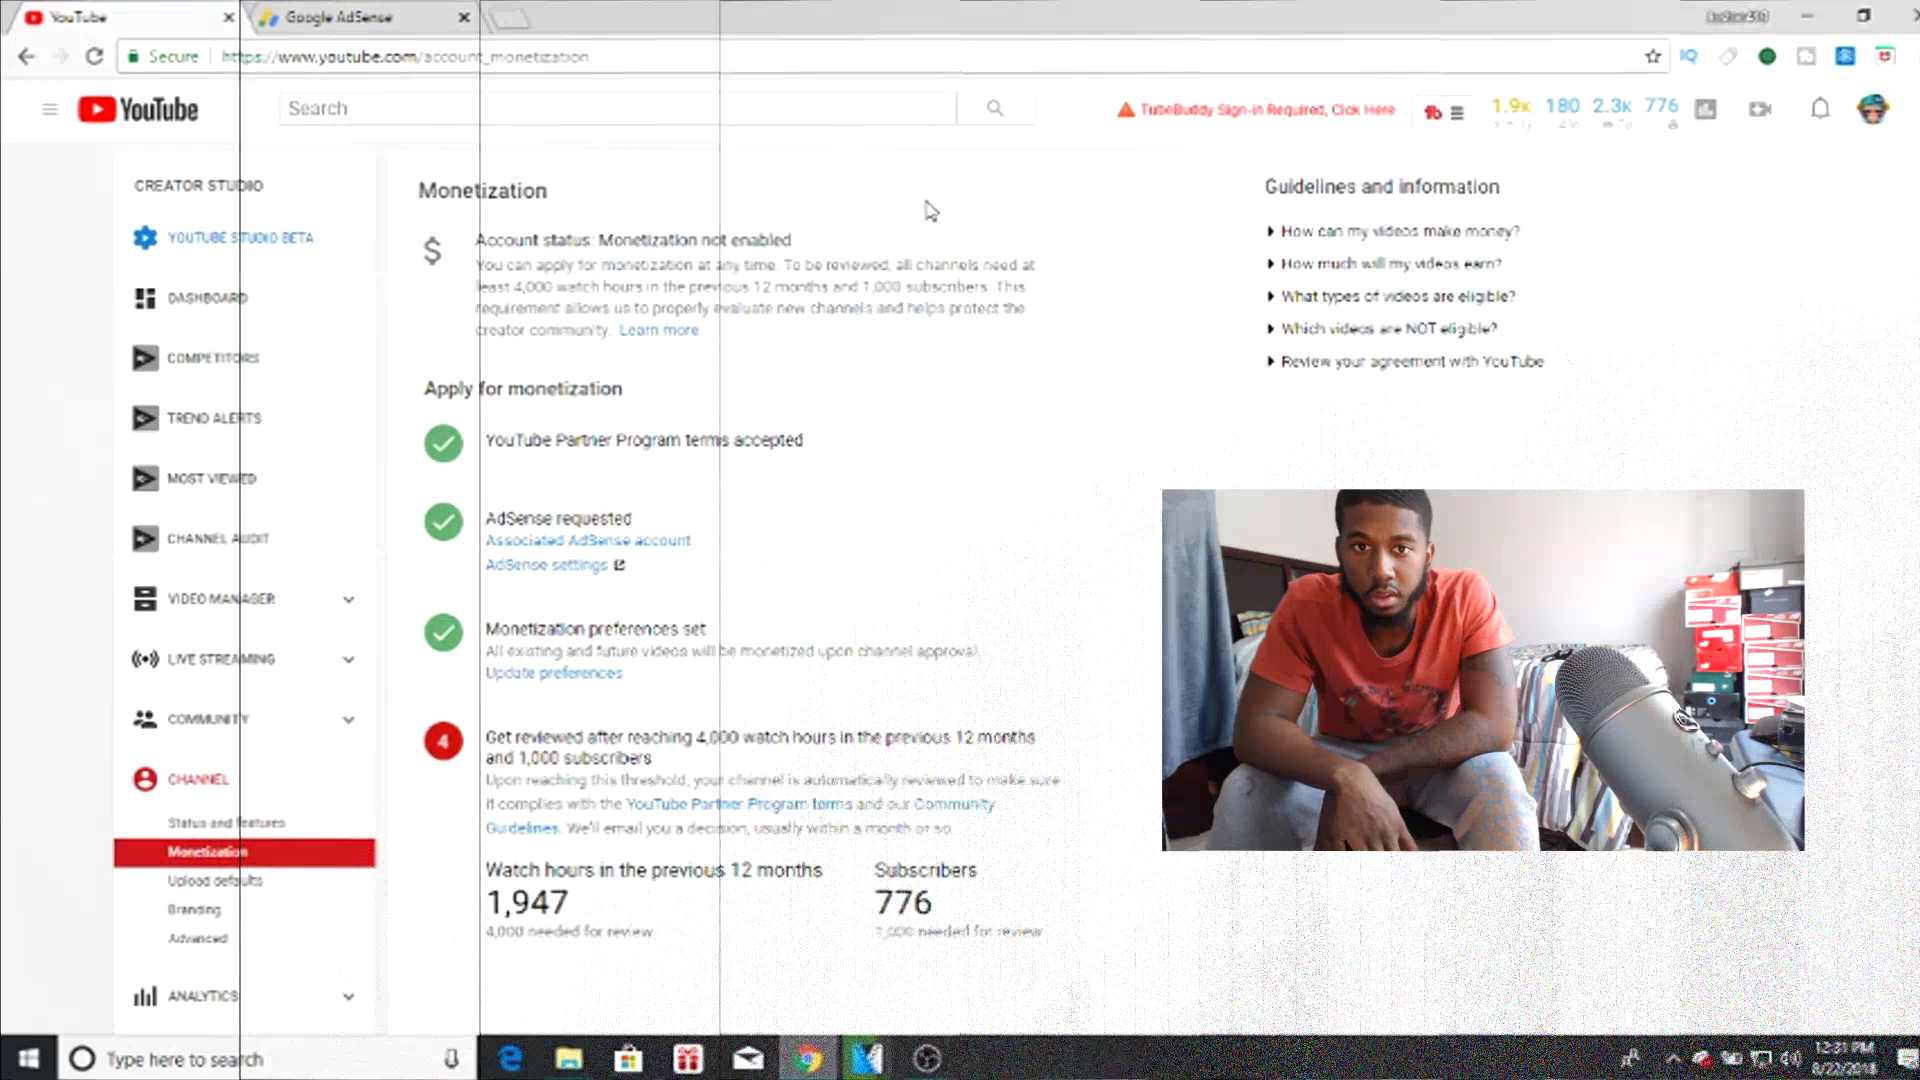 YouTube
Google AdSense
Secure
https://www.youtube.com/account_monetization
YouTube
Search
TubeBuddy Sign-in Required, Click Here
1.9K 180 2.3K 776
CREATOR STUDIO
YOUTUBE STUDIO BETA
DASHBOARD
COMPETITORS
TREND ALERTS
MOST VIEWED
CHANNEL AUDIT
VIDEO MANAGER
LIVE STREAMING
COMMUNITY
CHANNEL
Status and features
Monetization
Upload defaults
Branding
Advanced
ANALYTICS
Monetization
Account status: Monetization not enabled
You can apply for monetization at any time. To be reviewed, all channels need at
least 4,000 watch hours in the previous 12 months and 1,000 subscribers. This
requirement allows us to properly evaluate new channels and helps protect the
creator community. Learn more
Apply for monetization
YouTube Partner Program terms accepted
AdSense requested
Associated AdSense account
AdSense settings
Monetization preferences set
All existing and future videos will be monetized upon channel approval.
Update preferences
4
Get reviewed after reaching 4,000 watch hours in the previous 12 months
and 1,000 subscribers
Upon reaching this threshold, your channel is automatically reviewed to make sure
it complies with the YouTube Partner Program terms and our Community
Guidelines. We'll email you a decision, usually within a month or so.
Watch hours in the previous 12 months
1,947
4,000 needed for review
Subscribers
776
1,000 needed for review
Guidelines and information
How can my videos make money?
How much will my videos earn?
What types of videos are eligible?
Which videos are NOT eligible?
Review your agreement with YouTube
Type here to search
12:31 PM
8/22/2018